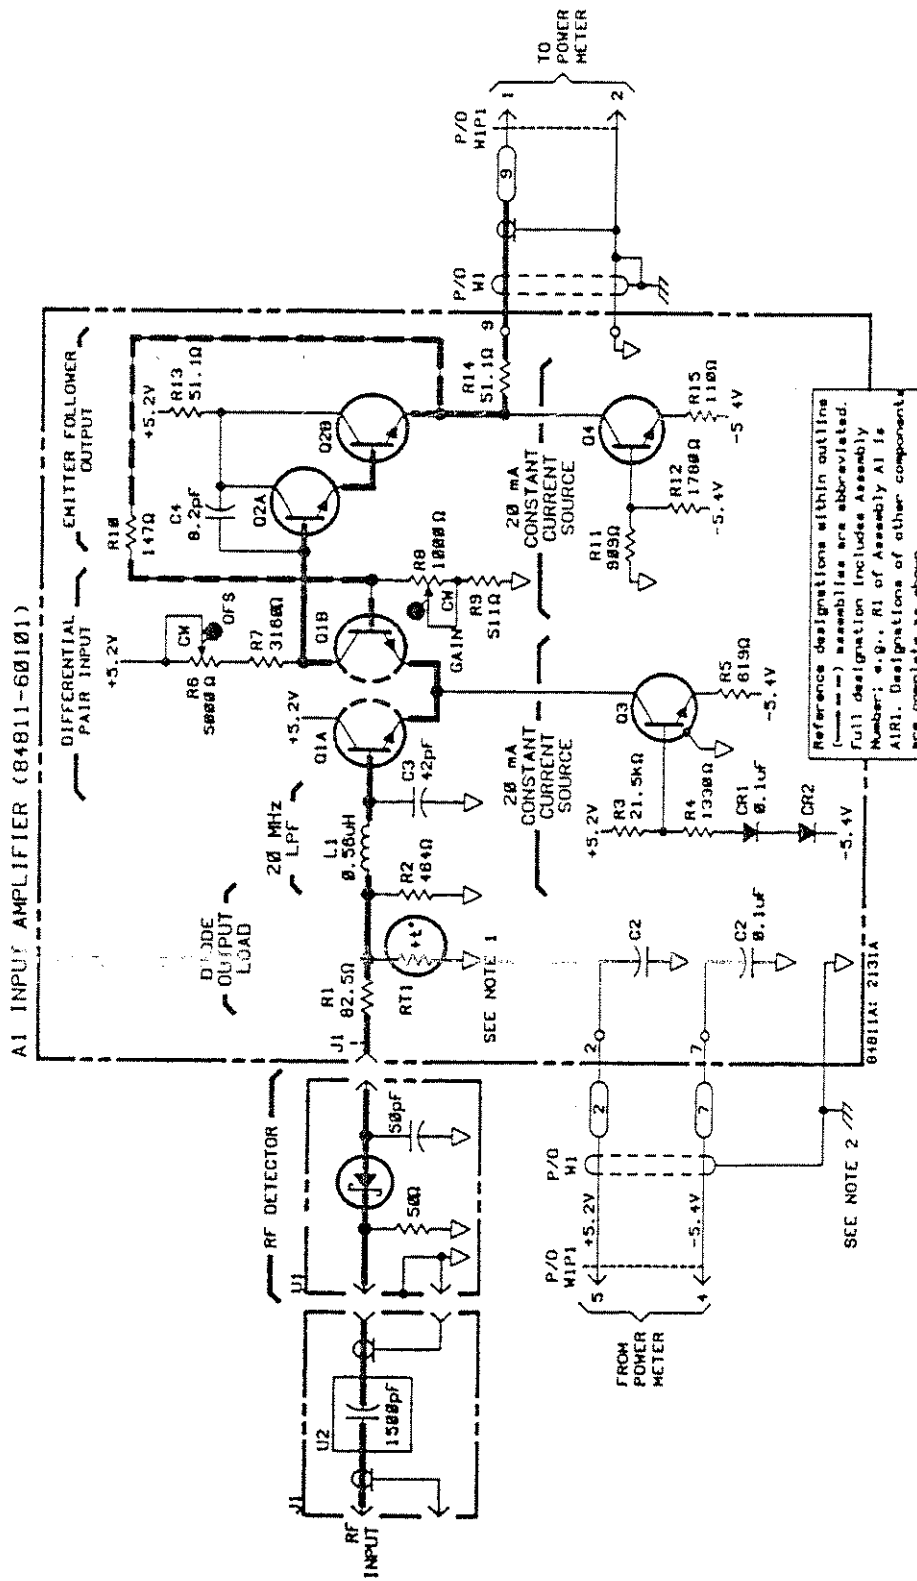 A1 INPUT AMPLIFIER (84811-60101)
DIODE
OUTPUT
LOAD
20 MHz
LPF
DIFFERENTIAL
PAIR INPUT
EMITTER FOLLOWER
OUTPUT
RF DETECTOR
J1
U2
1500pF
RF
INPUT
U1
50Ω
50pF
J1
R1
82.5Ω
RT1
+t°
SEE NOTE 1
R2
464Ω
L1
0.56uH
C3
42pF
Q1A
+5.2V
+5.2V
R6
5000Ω
CW
OFS
R7
3160Ω
Q1B
R10
147Ω
C4
8.2pF
Q2A
+5.2V
R13
51.1Ω
Q2B
R8
1000Ω
CW
GAIN
R9
511Ω
R14
51.1Ω
9
P/O
W1
9
P/O
W1P1
1
2
TO
POWER
METER
20 mA
CONSTANT
CURRENT
SOURCE
20 mA
CONSTANT
CURRENT
SOURCE
Q3
R5
619Ω
-5.4V
+5.2V
R3
21.5kΩ
R4
1330Ω
CR1
0.1uF
CR2
-5.4V
Q4
R11
909Ω
R12
1780Ω
-5.4V
R15
110Ω
-5 4V
FROM
POWER
METER
5
4
P/O
W1P1
+5.2V
-5.4V
P/O
W1
2
7
2
7
C2
C2
0.1uF
SEE NOTE 2
84811A: 2131A
Reference designations within outline
( ) assemblies are abbreviated.
Full designation includes Assembly
Number; e.g., R1 of Assembly A1 is
A1R1. Designations of other components
are complete as shown